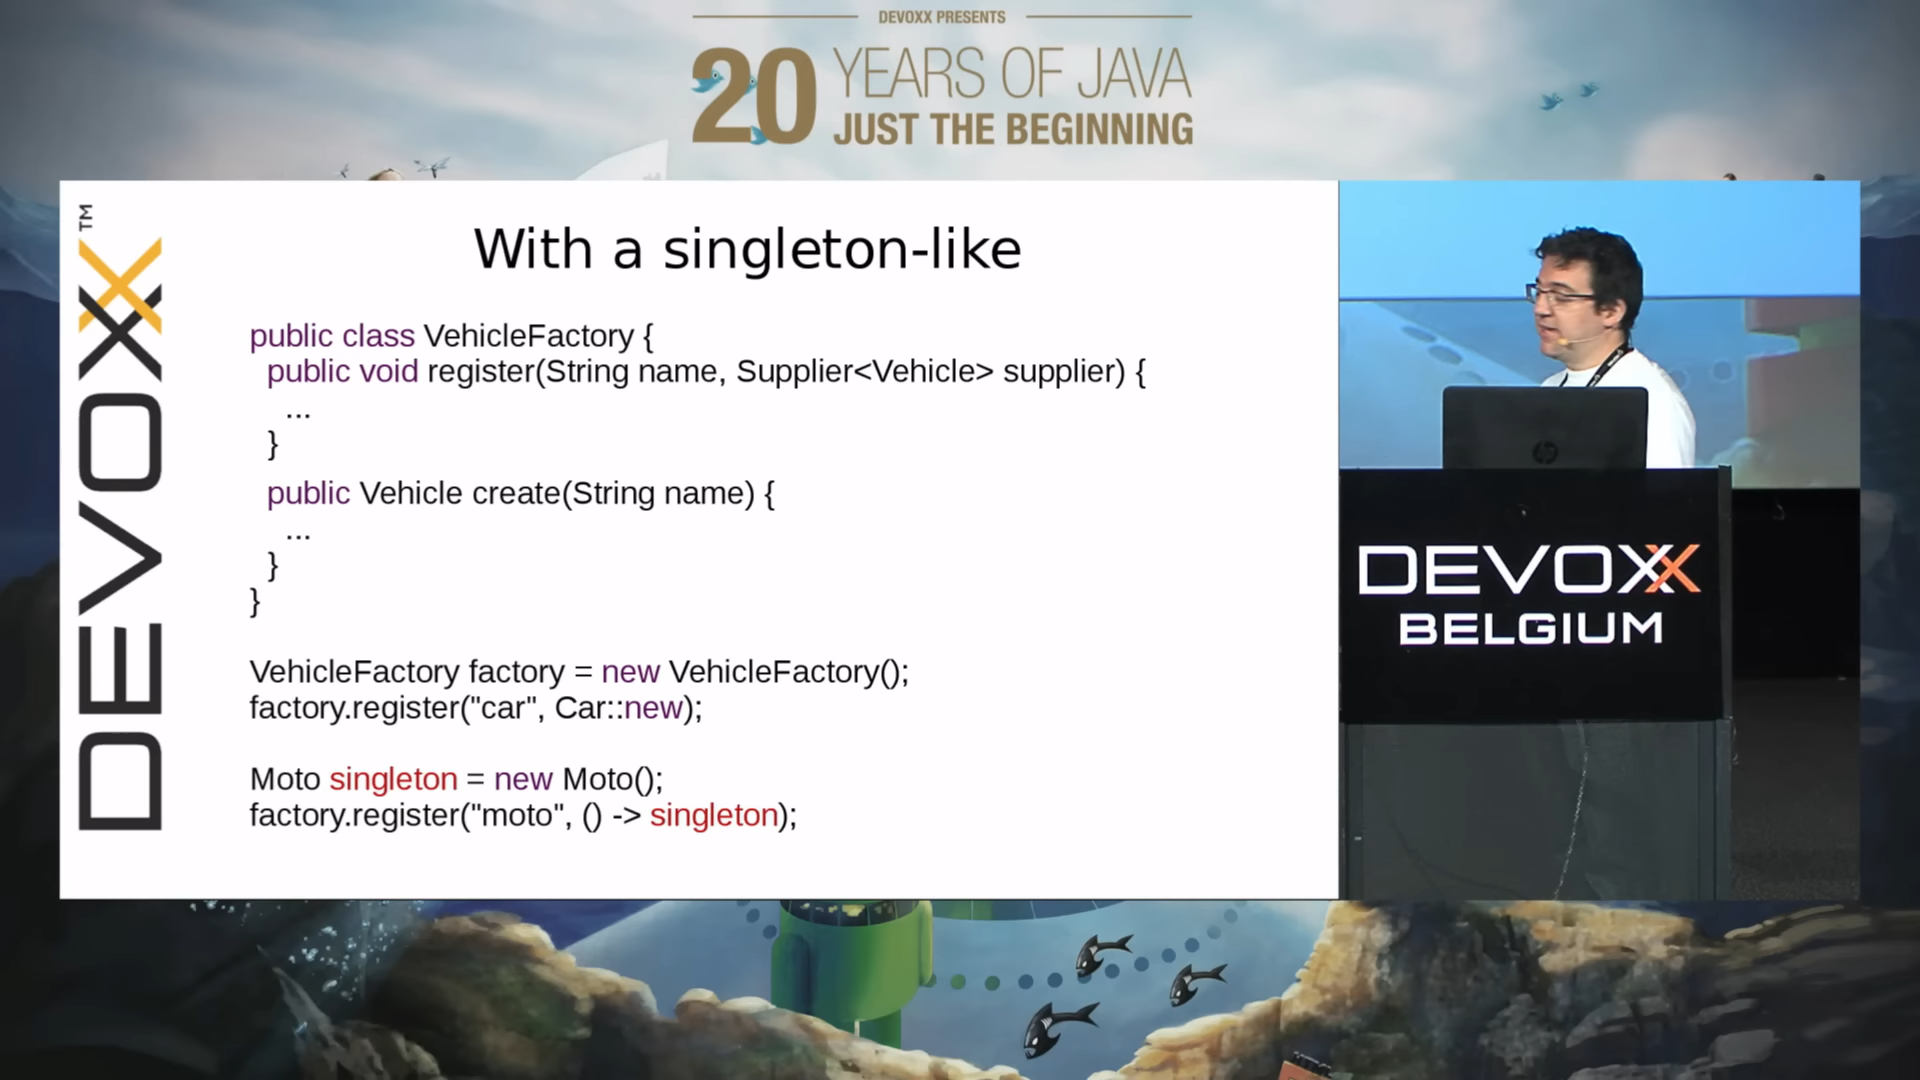 DEVOXX PRESENTS
20 YEARS OF JAVA
JUST THE BEGINNING
DEVOXX™
With a singleton-like
public class VehicleFactory {
public void register(String name, Supplier<Vehicle> supplier) {
...
}
public Vehicle create(String name) {
...
}
}
VehicleFactory factory = new VehicleFactory();
factory.register("car", Car::new);
Moto singleton = new Moto();
factory.register("moto", () -> singleton);
hp
DEVOXX
BELGIUM